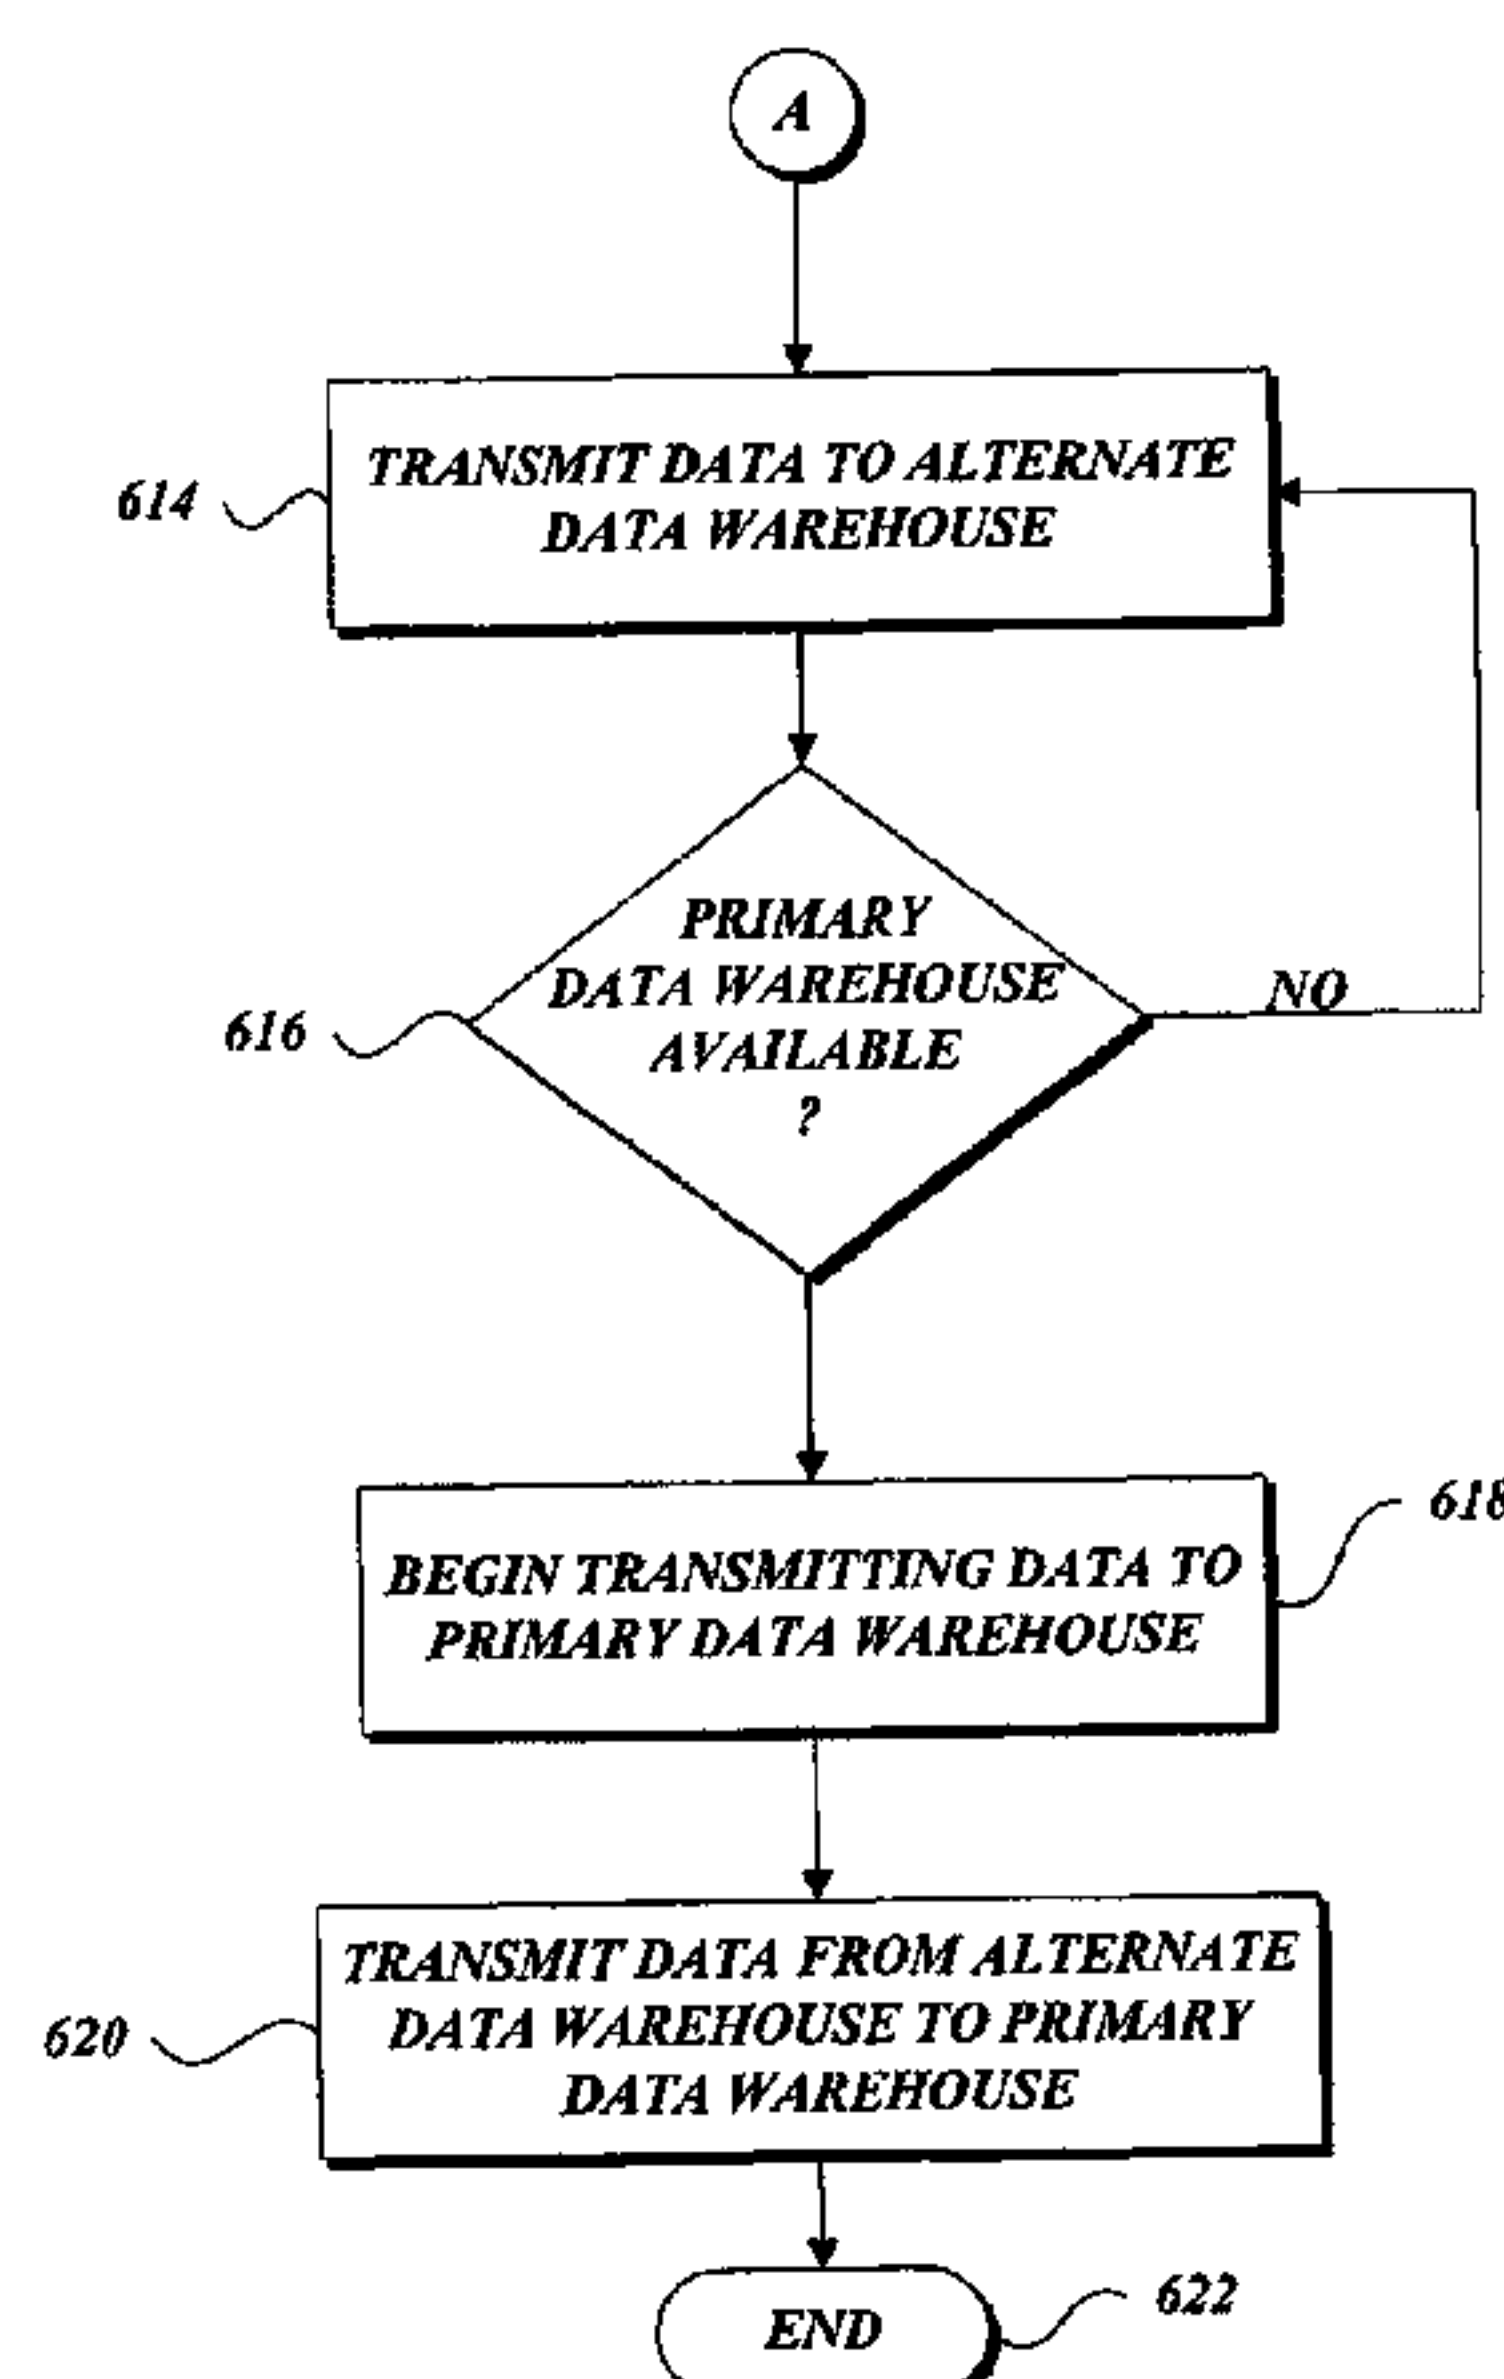 A
TRANSMIT DATA TO ALTERNATE
DATA WAREHOUSE
614
PRIMARY
DATA WAREHOUSE
AVAILABLE
?
NO
616
BEGIN TRANSMITTING DATA TO
PRIMARY DATA WAREHOUSE
618
TRANSMIT DATA FROM ALTERNATE
DATA WAREHOUSE TO PRIMARY
DATA WAREHOUSE
620
END
622